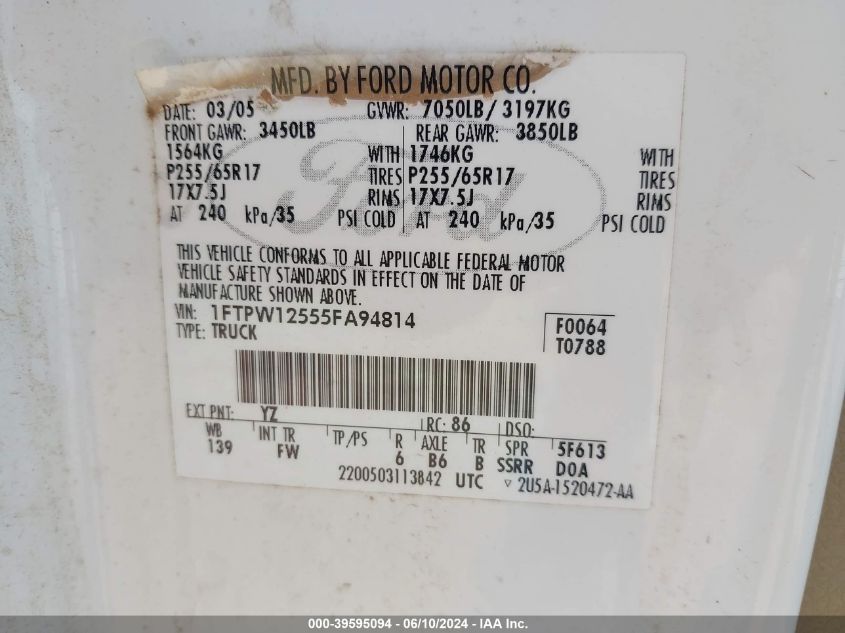 MFD. BY FORD MOTOR CO.
DATE: 03/05 GVWR: 7050LB/ 3197KG
FRONT GAWR: 3450LB REAR GAWR: 3850LB
1564KG WITH 1746KG WITH
P255/65R17 TIRES P255/65R17 TIRES
17X7.5J RIMS 17X7.5J RIMS
AT 240 kPa/35 PSI COLD AT 240 kPa/35 PSI COLD
Ford
THIS VEHICLE CONFORMS TO ALL APPLICABLE FEDERAL MOTOR
VEHICLE SAFETY STANDARDS IN EFFECT ON THE DATE OF
MANUFACTURE SHOWN ABOVE.
VIN: 1FTPW12555FA94814 F0064
TYPE: TRUCK T0788
EXT PNT: YZ RC: 86 DSO:
WB INT TR TP/PS R AXLE TR SPR 5F613
139 FW 6 B6 B SSRR DOA
2200503113842 UTC ▽ 2U5A-1520472-AA
000-39595094 - 06/10/2024 - IAA Inc.